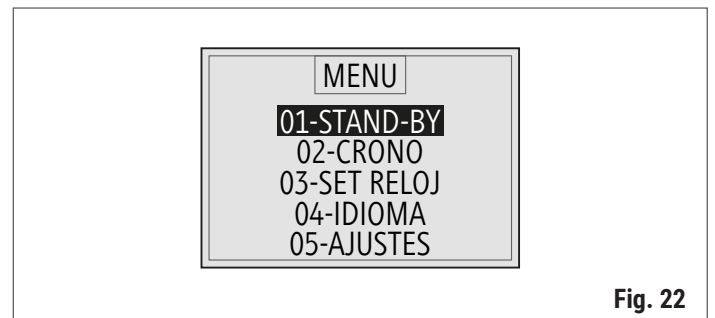 MENU
01-STAND-BY
02-CRONO
03-SET RELOJ
04-IDIOMA
05-AJUSTES
Fig. 22